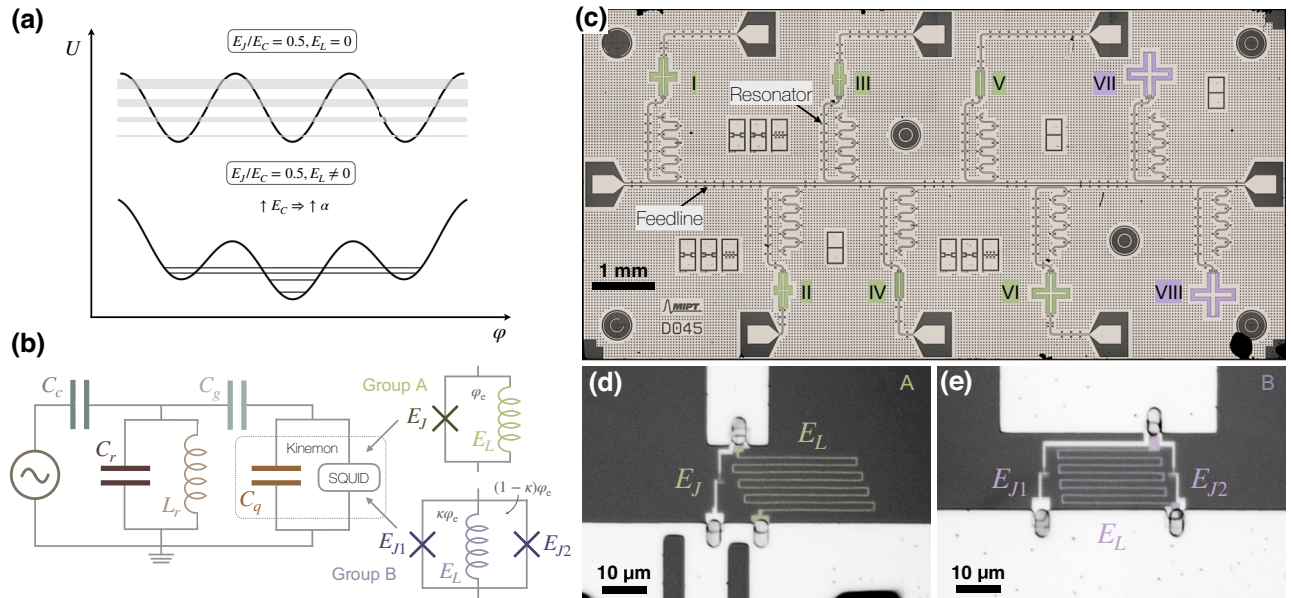 (a)
U
E_J/E_C = 0.5, E_L = 0
E_J/E_C = 0.5, E_L ≠ 0
↑ E_C ⇒ ↑ α
φ
(b)
C_c
C_g
C_r
L_r
Kinemon
C_q
SQUID
Group A
φ_e
E_J
E_L
(1 − κ)φ_e
κφ_e
E_J1
E_L
E_J2
Group B
(c)
I
III
V
VII
Resonator
Feedline
1 mm
II
IV
VI
VIII
MIPT
D045
(d)
A
E_L
E_J
10 µm
(e)
B
E_J1
E_J2
E_L
10 µm